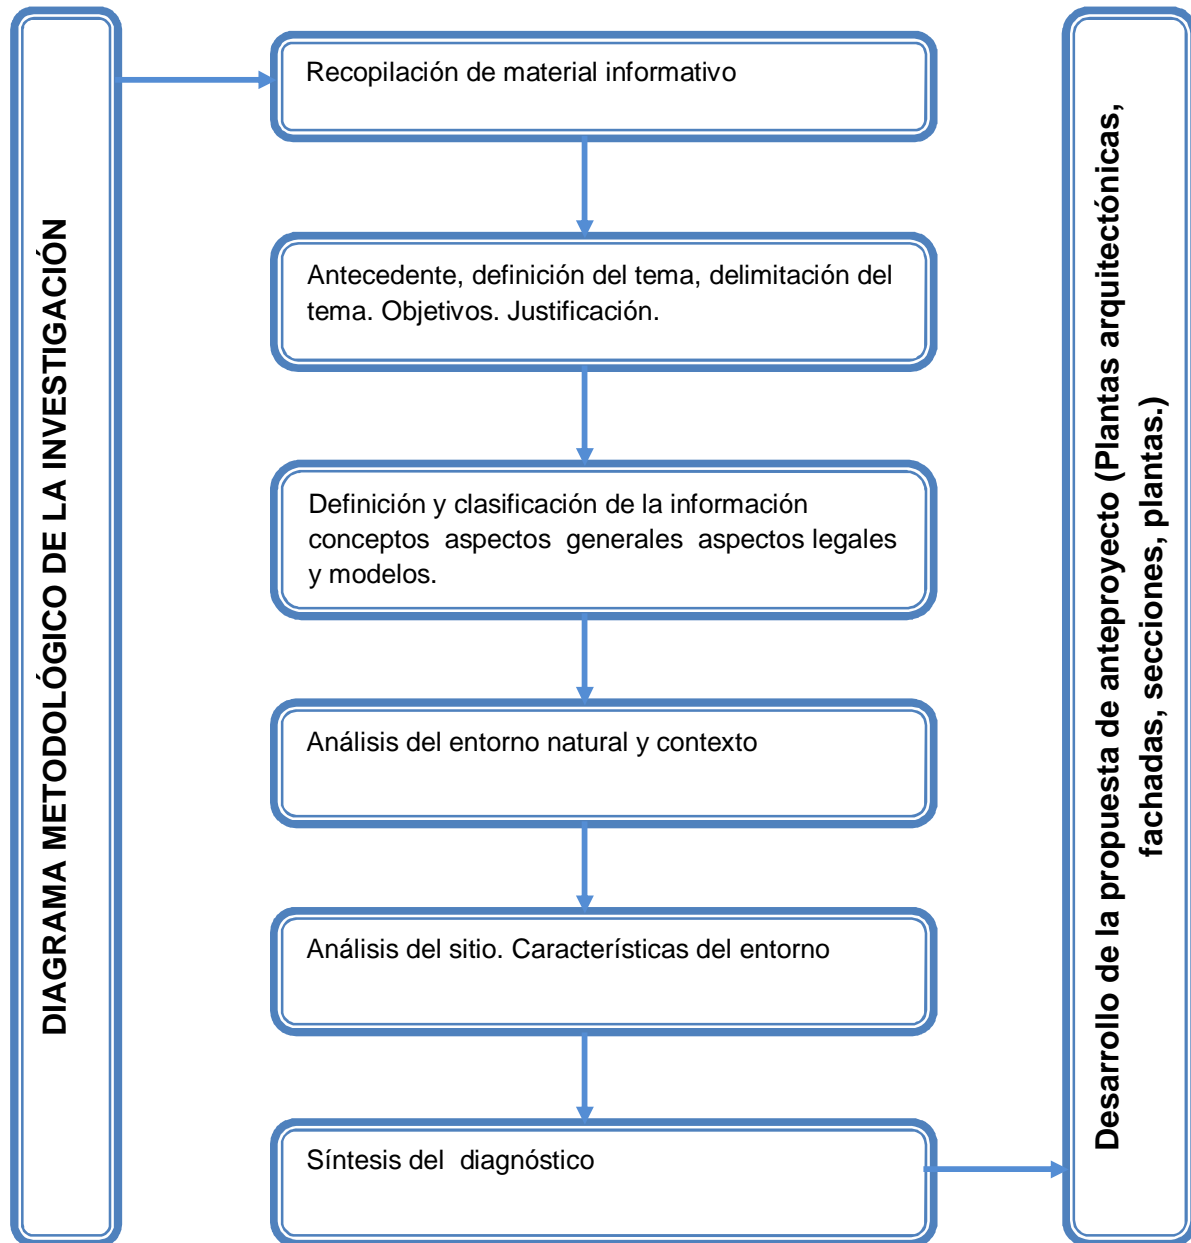 DIAGRAMA METODOLÓGICO DE LA INVESTIGACIÓN
Recopilación de material informativo
Antecedente, definición del tema, delimitación del
tema. Objetivos. Justificación.
Definición y clasificación de la información
conceptos aspectos generales aspectos legales
y modelos.
Análisis del entorno natural y contexto
Análisis del sitio. Características del entorno
Síntesis del diagnóstico
Desarrollo de la propuesta de anteproyecto (Plantas arquitectónicas,
fachadas, secciones, plantas.)